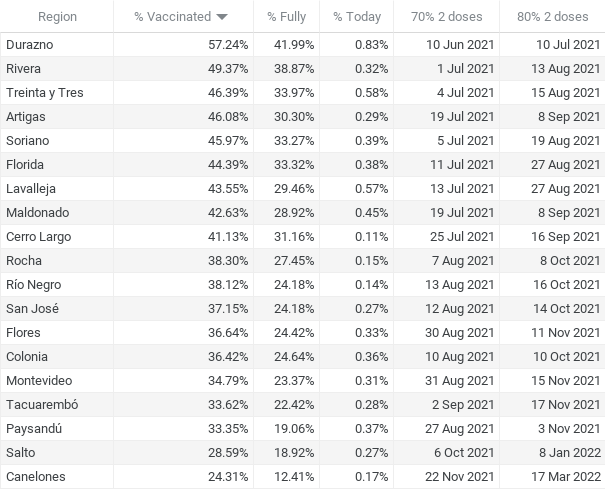 Region % Vaccinated % Fully % Today 70% 2 doses 80% 2 doses
Durazno 57.24% 41.99% 0.83% 10 Jun 2021 10 Jul 2021
Rivera 49.37% 38.87% 0.32% 1 Jul 2021 13 Aug 2021
Treinta y Tres 46.39% 33.97% 0.58% 4 Jul 2021 15 Aug 2021
Artigas 46.08% 30.30% 0.29% 19 Jul 2021 8 Sep 2021
Soriano 45.97% 33.27% 0.39% 5 Jul 2021 19 Aug 2021
Florida 44.39% 33.32% 0.38% 11 Jul 2021 27 Aug 2021
Lavalleja 43.55% 29.46% 0.57% 13 Jul 2021 27 Aug 2021
Maldonado 42.63% 28.92% 0.45% 19 Jul 2021 8 Sep 2021
Cerro Largo 41.13% 31.16% 0.11% 25 Jul 2021 16 Sep 2021
Rocha 38.30% 27.45% 0.15% 7 Aug 2021 8 Oct 2021
Río Negro 38.12% 24.18% 0.14% 13 Aug 2021 16 Oct 2021
San José 37.15% 24.18% 0.27% 12 Aug 2021 14 Oct 2021
Flores 36.64% 24.42% 0.33% 30 Aug 2021 11 Nov 2021
Colonia 36.42% 24.64% 0.36% 10 Aug 2021 10 Oct 2021
Montevideo 34.79% 23.37% 0.31% 31 Aug 2021 15 Nov 2021
Tacuarembó 33.62% 22.42% 0.28% 2 Sep 2021 17 Nov 2021
Paysandú 33.35% 19.06% 0.37% 27 Aug 2021 3 Nov 2021
Salto 28.59% 18.92% 0.27% 6 Oct 2021 8 Jan 2022
Canelones 24.31% 12.41% 0.17% 22 Nov 2021 17 Mar 2022